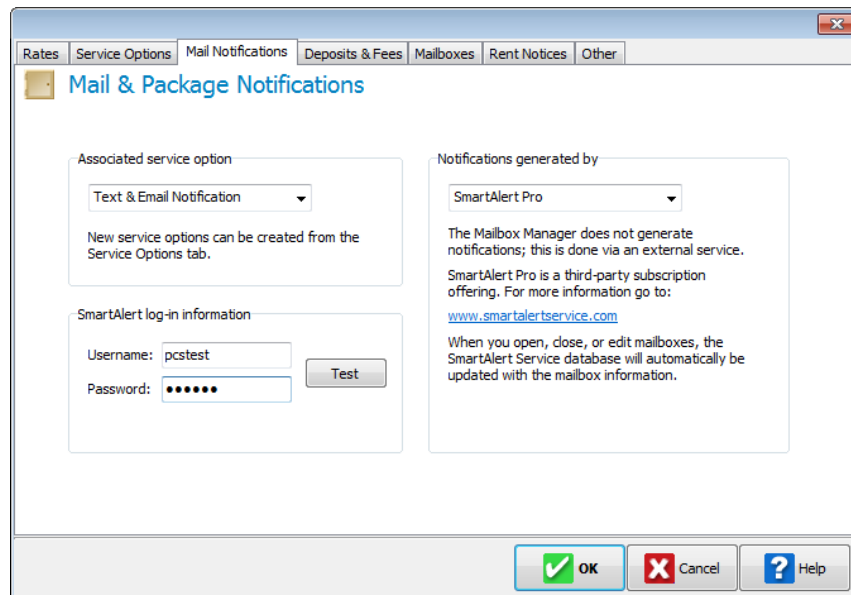 Rates Service Options Mail Notifications Deposits & Fees Mailboxes Rent Notices Other
Mail & Package Notifications
Associated service option
Text & Email Notification
New service options can be created from the
Service Options tab.
SmartAlert log-in information
Username: pcstest
Password: ••••••
Test
Notifications generated by
SmartAlert Pro
The Mailbox Manager does not generate
notifications; this is done via an external service.
SmartAlert Pro is a third-party subscription
offering. For more information go to:
www.smartalertservice.com
When you open, close, or edit mailboxes, the
SmartAlert Service database will automatically be
updated with the mailbox information.
OK Cancel ? Help